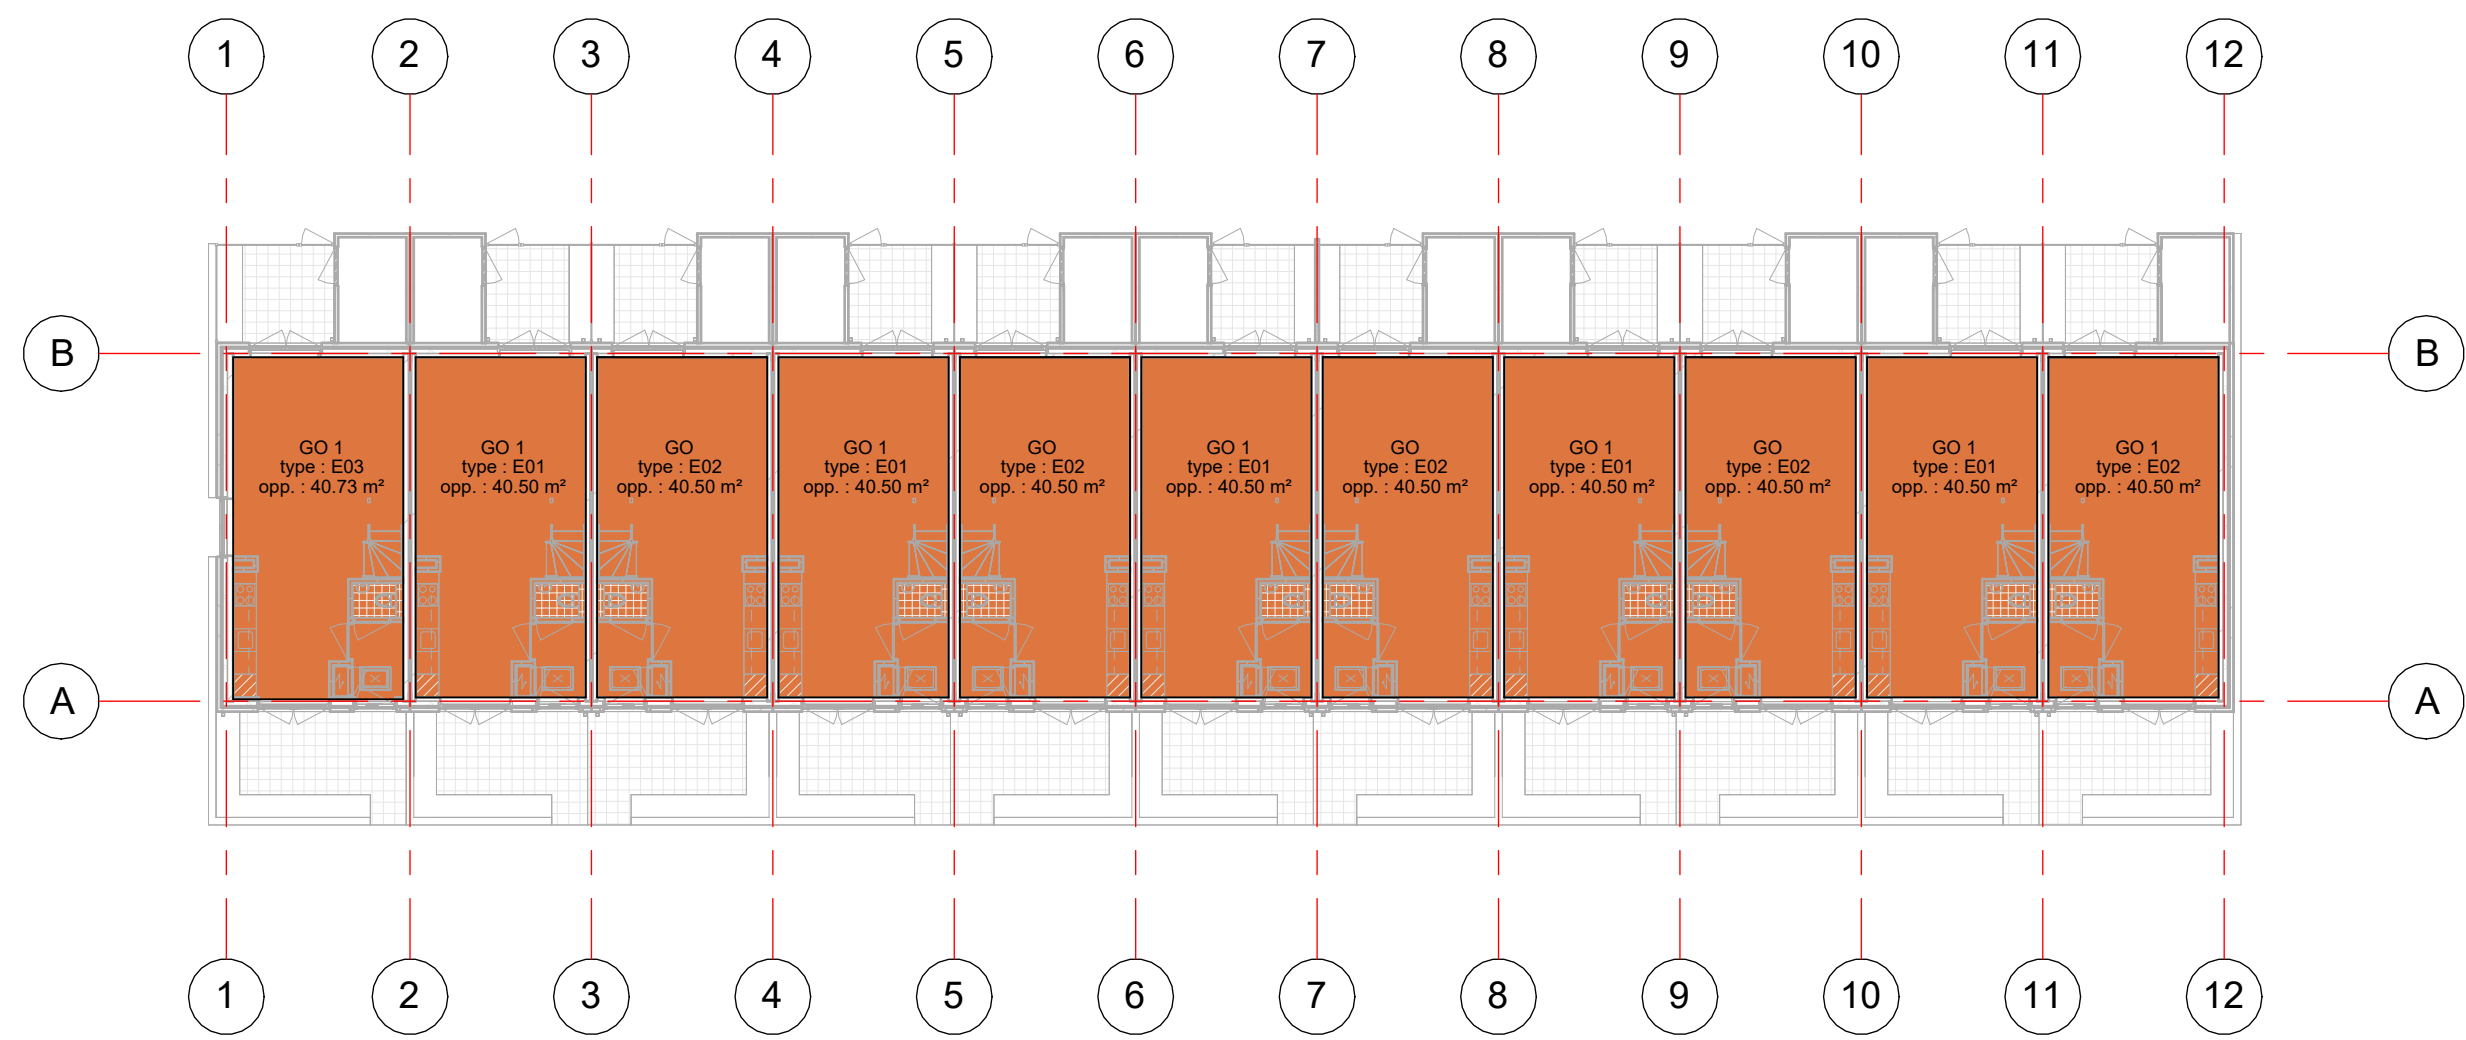 1 2 3 4 5 6 7 8 9 10 11 12
B B
GO 1 GO 1 GO GO 1 GO GO 1 GO GO 1 GO GO 1 GO 1
type : E03 type : E01 type : E02 type : E01 type : E02 type : E01 type : E02 type : E01 type : E02 type : E01 type : E02
opp. : 40.73 m² opp. : 40.50 m² opp. : 40.50 m² opp. : 40.50 m² opp. : 40.50 m² opp. : 40.50 m² opp. : 40.50 m² opp. : 40.50 m² opp. : 40.50 m² opp. : 40.50 m² opp. : 40.50 m²
A A
1 2 3 4 5 6 7 8 9 10 11 12